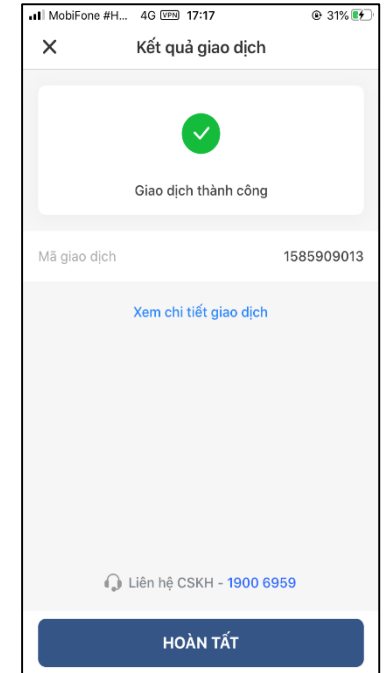 MobiFone #H... 4G VPN 17:17 31%
Kết quả giao dịch
Giao dịch thành công
Mã giao dịch 1585909013
Xem chi tiết giao dịch
Liên hệ CSKH - 1900 6959
HOÀN TẤT